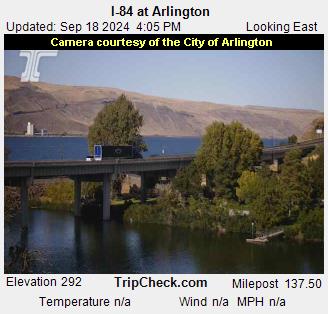 I-84 at Arlington
Updated: Sep 18 2024 4:05 PM Looking East
Camera courtesy of the City of Arlington
Elevation 292 TripCheck.com Milepost 137.50
Temperature n/a Wind n/a MPH n/a